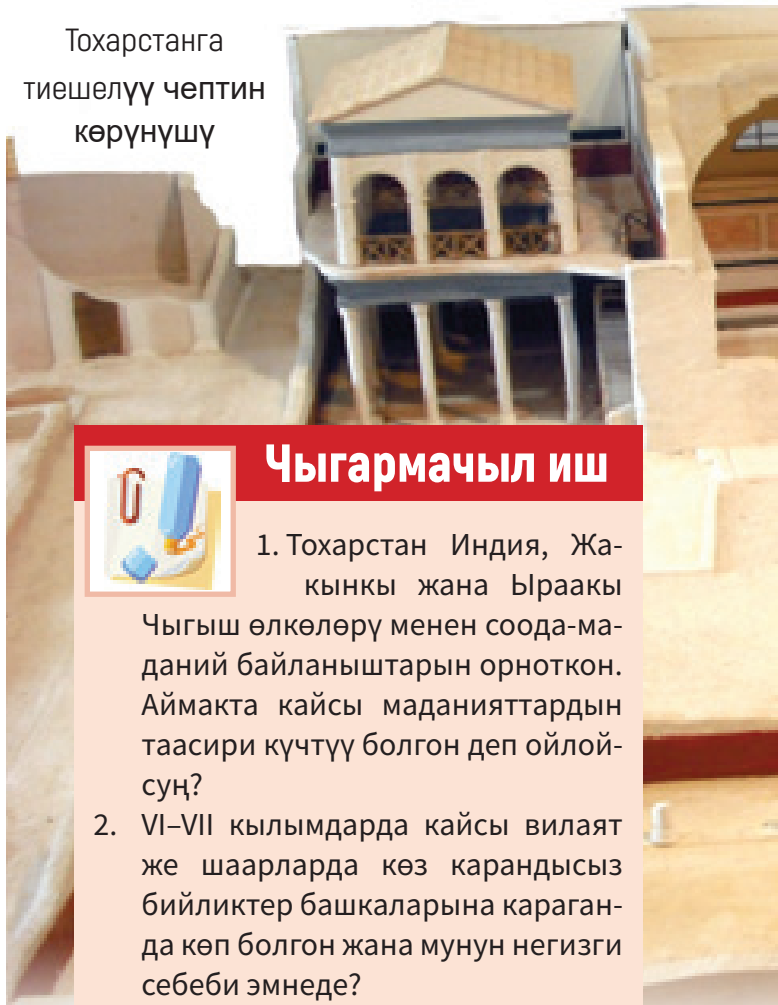 Тохарстанга
тиешелүү чептин
көрүнүшү
Чыгармачыл иш
1. Тохарстан Индия, Жа-
кынкы жана Ыраакы
Чыгыш өлкөлөрү менен соода-ма-
даний байланыштарын орноткон.
Аймакта кайсы маданияттардын
таасири күчтүү болгон деп ойлой-
суң?
2. VI–VII кылымдарда кайсы вилаят
же шаарларда көз карандысыз
бийликтер башкаларына караган-
да көп болгон жана мунун негизги
себеби эмнеде?